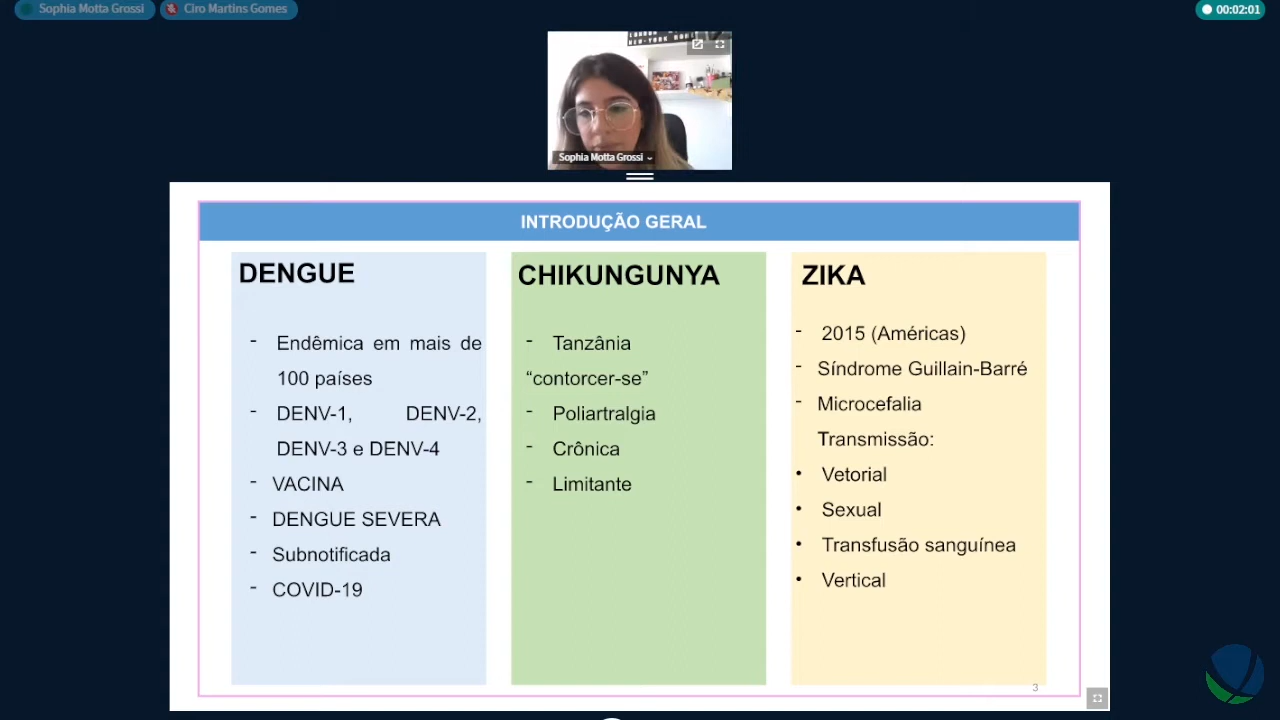 Sophia Motta Grossi
Ciro Martins Gomes
00:02:01
NEW-YORK
Sophia Motta Grossi
INTRODUÇÃO GERAL
DENGUE
- Endêmica em mais de
100 países
- DENV-1, DENV-2,
DENV-3 e DENV-4
- VACINA
- DENGUE SEVERA
- Subnotificada
- COVID-19
CHIKUNGUNYA
- Tanzânia
“contorcer-se”
- Poliartralgia
- Crônica
- Limitante
ZIKA
- 2015 (Américas)
- Síndrome Guillain-Barré
- Microcefalia
Transmissão:
• Vetorial
• Sexual
• Transfusão sanguínea
• Vertical
3